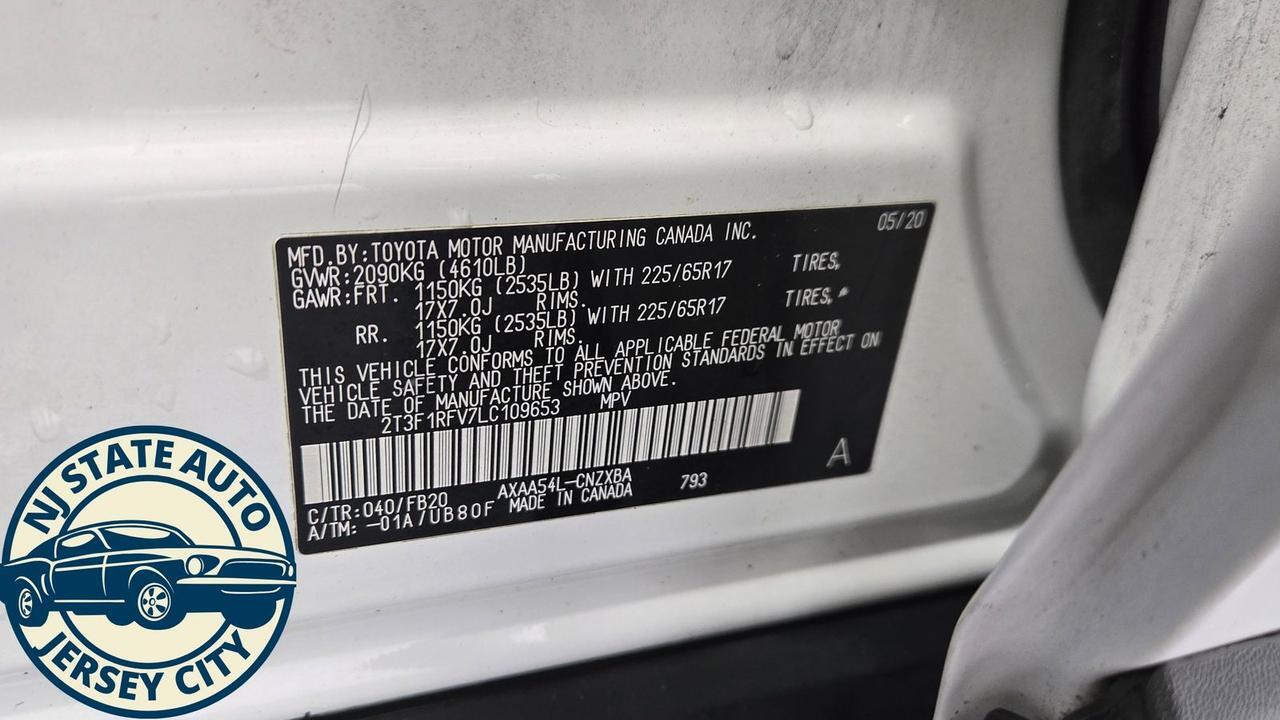 05/20
MFD.BY:TOYOTA MOTOR MANUFACTURING CANADA INC.
GVWR:2090KG (4610LB)
GAWR:FRT. 1150KG (2535LB) WITH 225/65R17 TIRES,
17X7.0J RIMS.
RR. 1150KG (2535LB) WITH 225/65R17 TIRES,*
17X7.0J RIMS.
THIS VEHICLE CONFORMS TO ALL APPLICABLE FEDERAL MOTOR
VEHICLE SAFETY AND THEFT PREVENTION STANDARDS IN EFFECT ON
THE DATE OF MANUFACTURE SHOWN ABOVE.
2T3F1RFV7LC109653 MPV
A
C/TR:040/FB20 AXAA54L-CNZXBA 793
A/TM: -01A/UB80F MADE IN CANADA
NJ STATE AUTO
JERSEY CITY